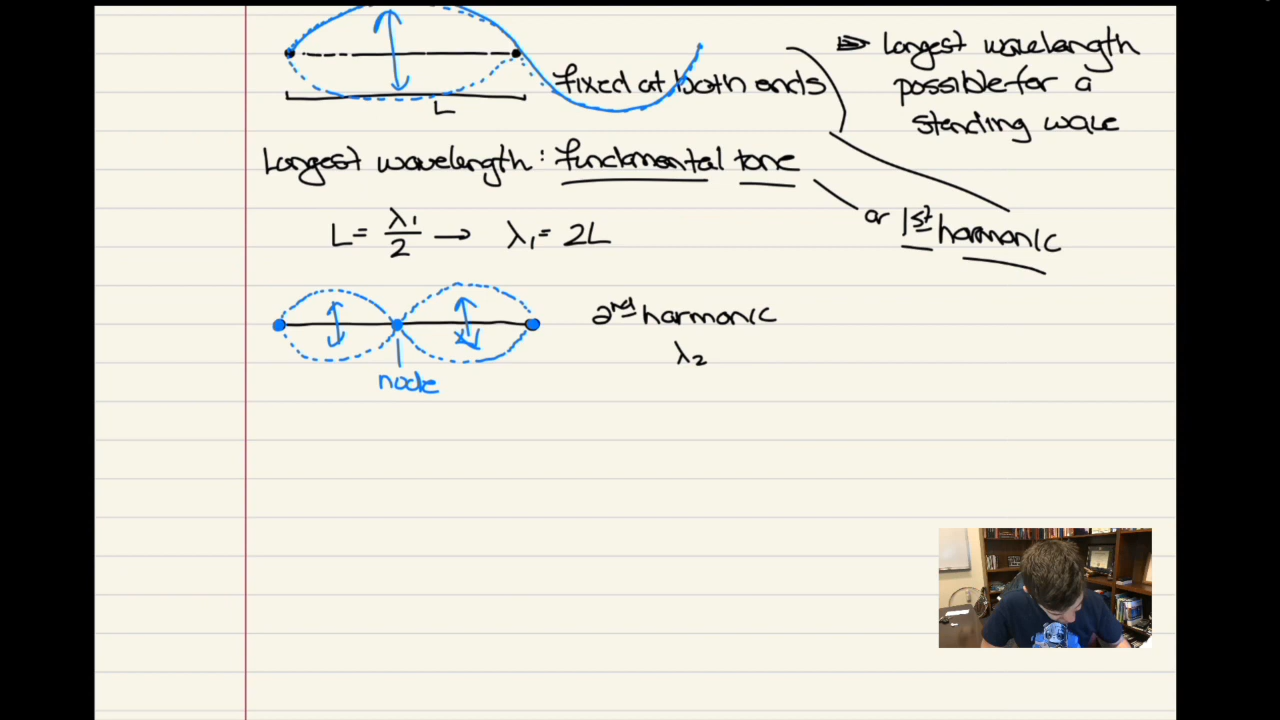 Longest wavelength
possible for a
standing wave
fixed at both ends
L
Longest wavelength: fundamental tone
or 1st harmonic
L = λ₁/2 → λ₁ = 2L
2nd harmonic
λ₂
node